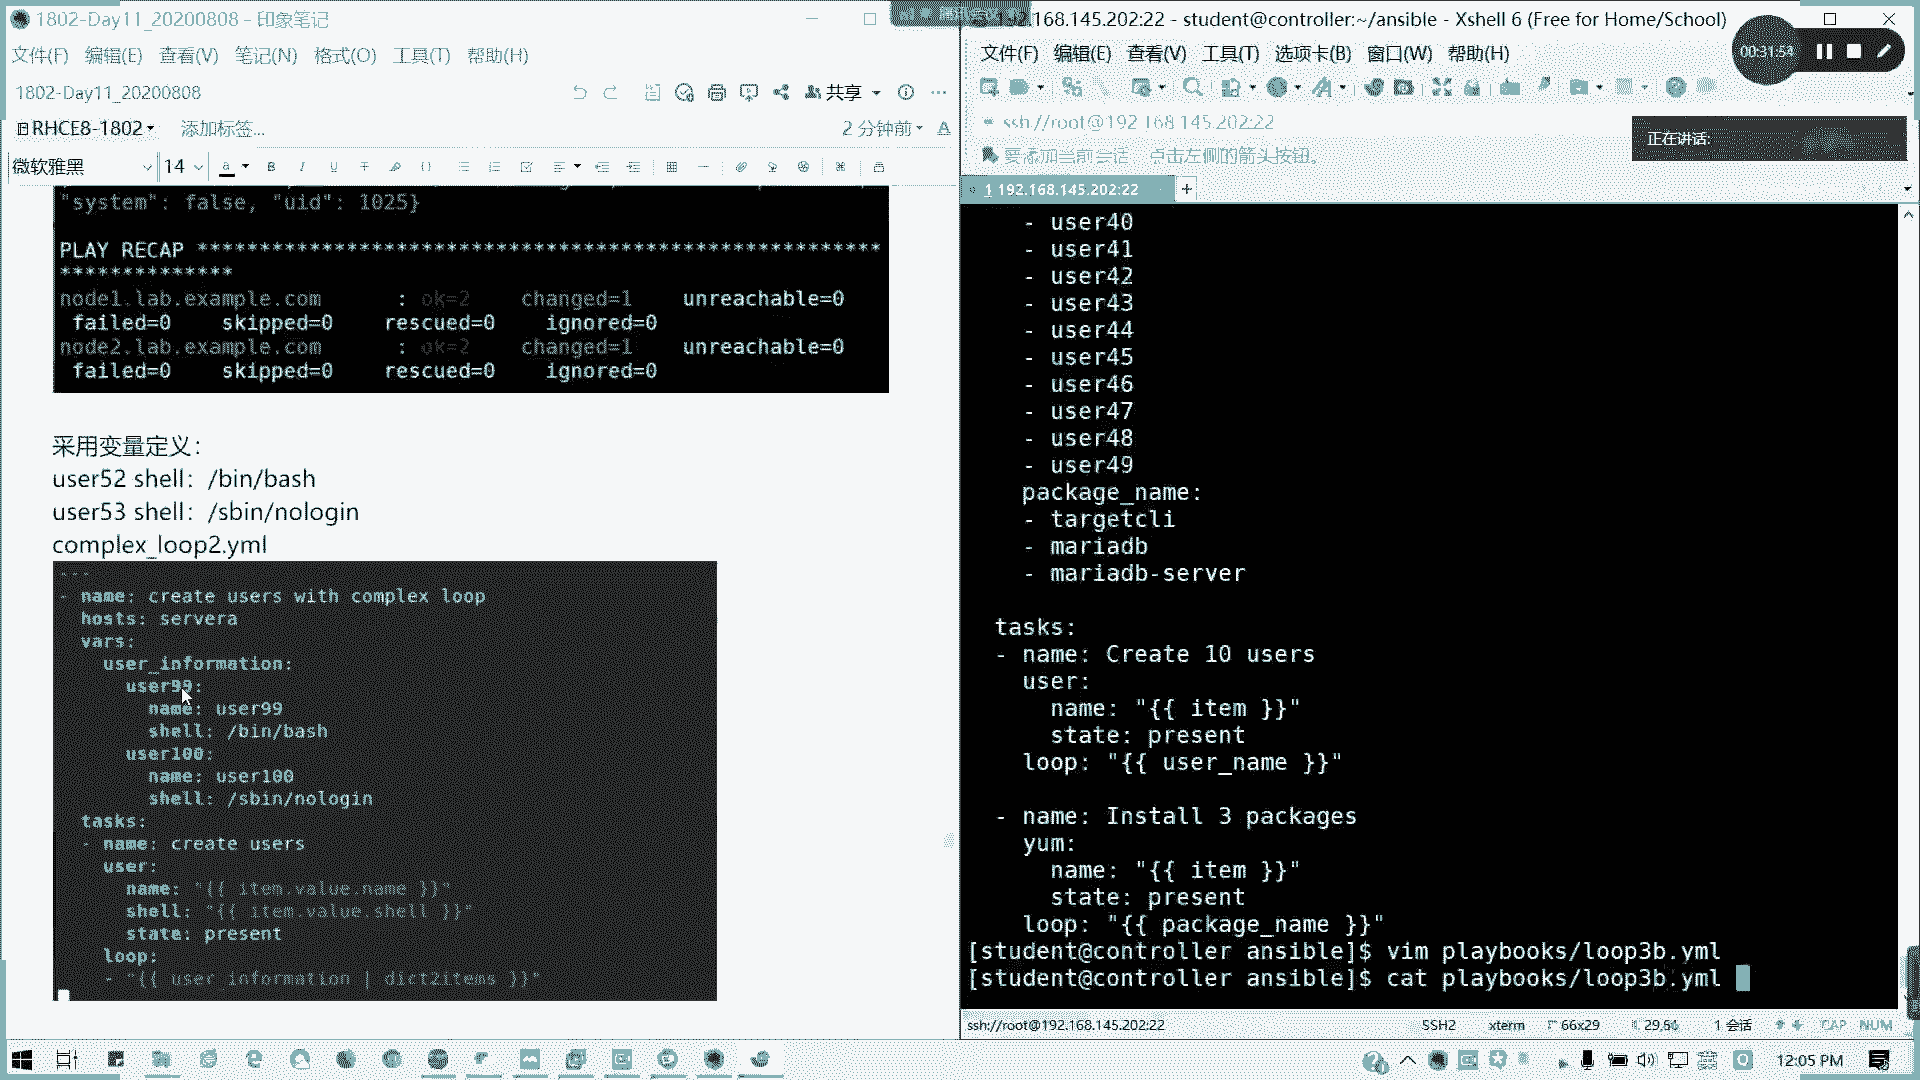 1802-Day11_20200808 - 印象笔记
文件(F) 编辑(E) 查看(V) 笔记(N) 格式(O) 工具(T) 帮助(H)
1802-Day11_20200808
共享
RHCE8-1802
添加标签...
2 分钟前
微软雅黑
14
"system": false, "uid": 1025}
PLAY RECAP *******************************************************
**************
node1.lab.example.com : ok=2 changed=1 unreachable=0
failed=0 skipped=0 rescued=0 ignored=0
node2.lab.example.com : ok=2 changed=1 unreachable=0
failed=0 skipped=0 rescued=0 ignored=0
采用变量定义：
user52 shell：/bin/bash
user53 shell：/sbin/nologin
complex_loop2.yml
---
- name: create users with complex loop
hosts: servera
vars:
user_information:
user99:
name: user99
shell: /bin/bash
user100:
name: user100
shell: /sbin/nologin
tasks:
- name: create users
user:
name: "{{ item.value.name }}"
shell: "{{ item.value.shell }}"
state: present
loop:
- "{{ user_information | dict2items }}"
168.145.202:22 - student@controller:~/ansible - Xshell 6 (Free for Home/School)
文件(F) 编辑(E) 查看(V) 工具(T) 选项卡(B) 窗口(W) 帮助(H)
00:31:54
ssh://root@192.168.145.202:22
正在讲话:
要添加当前会话，点击左侧的箭头按钮。
1 192.168.145.202:22
- user40
- user41
- user42
- user43
- user44
- user45
- user46
- user47
- user48
- user49
package_name:
- targetcli
- mariadb
- mariadb-server
tasks:
- name: Create 10 users
user:
name: "{{ item }}"
state: present
loop: "{{ user_name }}"
- name: Install 3 packages
yum:
name: "{{ item }}"
state: present
loop: "{{ package_name }}"
[student@controller ansible]$ vim playbooks/loop3b.yml
[student@controller ansible]$ cat playbooks/loop3b.yml
ssh://root@192.168.145.202:22 SSH2 xterm 66x29 29,56 1 会话 CAP NUM
12:05 PM